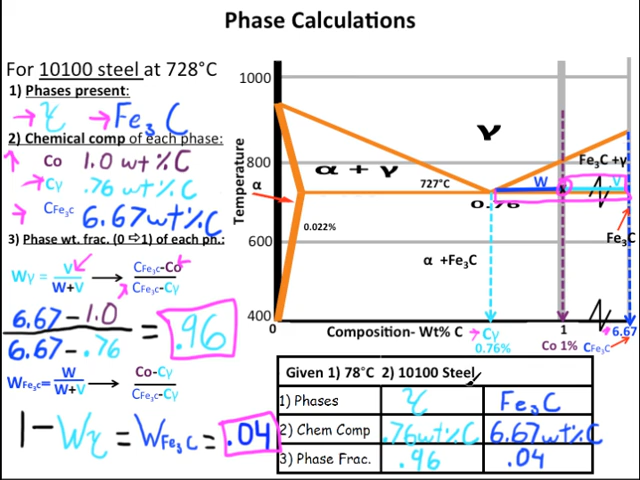 Phase Calculations
For 10100 steel at 728°C
1) Phases present:
→ γ → Fe₃C
2) Chemical comp of each phase:
↑ Co 1.0 wt % C
→ Cγ .76 wt % C
→ CFe₃C 6.67 wt % C
3) Phase wt. frac. (0 ⇨1) of each ph.:
Wγ = V / W+V → CFe₃C-Co / CFe₃C-Cγ
6.67 - 1.0 / 6.67 - .76 = .96
WFe₃C= W / W+V → Co-Cγ / CFe₃C-Cγ
1 - Wγ = WFe₃C = .04
Temperature
1000
800
600
400
γ
α + γ
α
727°C
0.76
0.022%
α +Fe₃C
Fe₃C +γ
W V
Fe₃C
0 Composition- Wt% C → Cγ 1 6.67
0.76% Co 1% CFe₃C
Given 1) 78°C 2) 10100 Steel
1) Phases γ Fe₃C
2) Chem Comp .76wt%C 6.67wt%C
3) Phase Frac. .96 .04